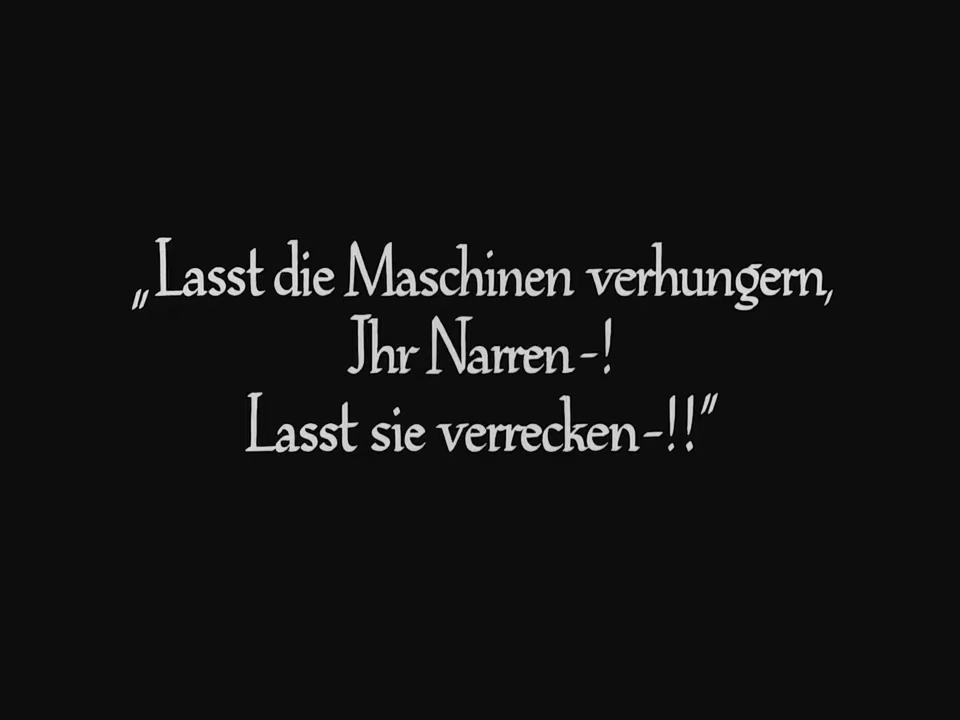 „Lasst die Maschinen verhungern,
Ihr Narren-!
Lasst sie verrecken-!!”